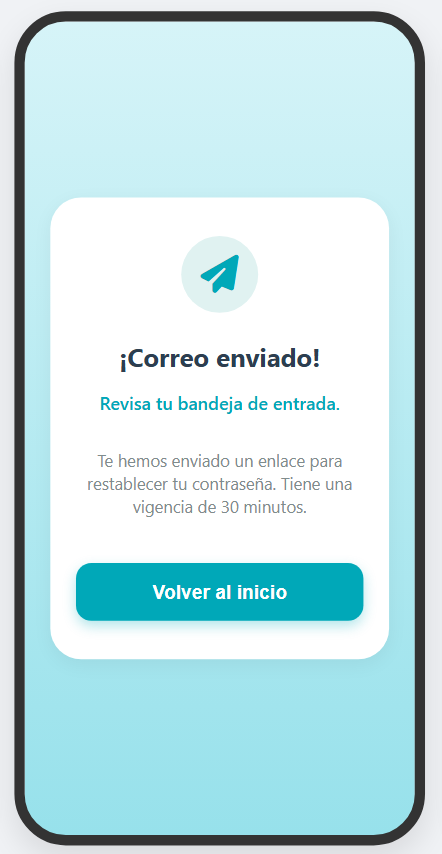 ¡Correo enviado!
Revisa tu bandeja de entrada.
Te hemos enviado un enlace para
restablecer tu contraseña. Tiene una
vigencia de 30 minutos.
Volver al inicio